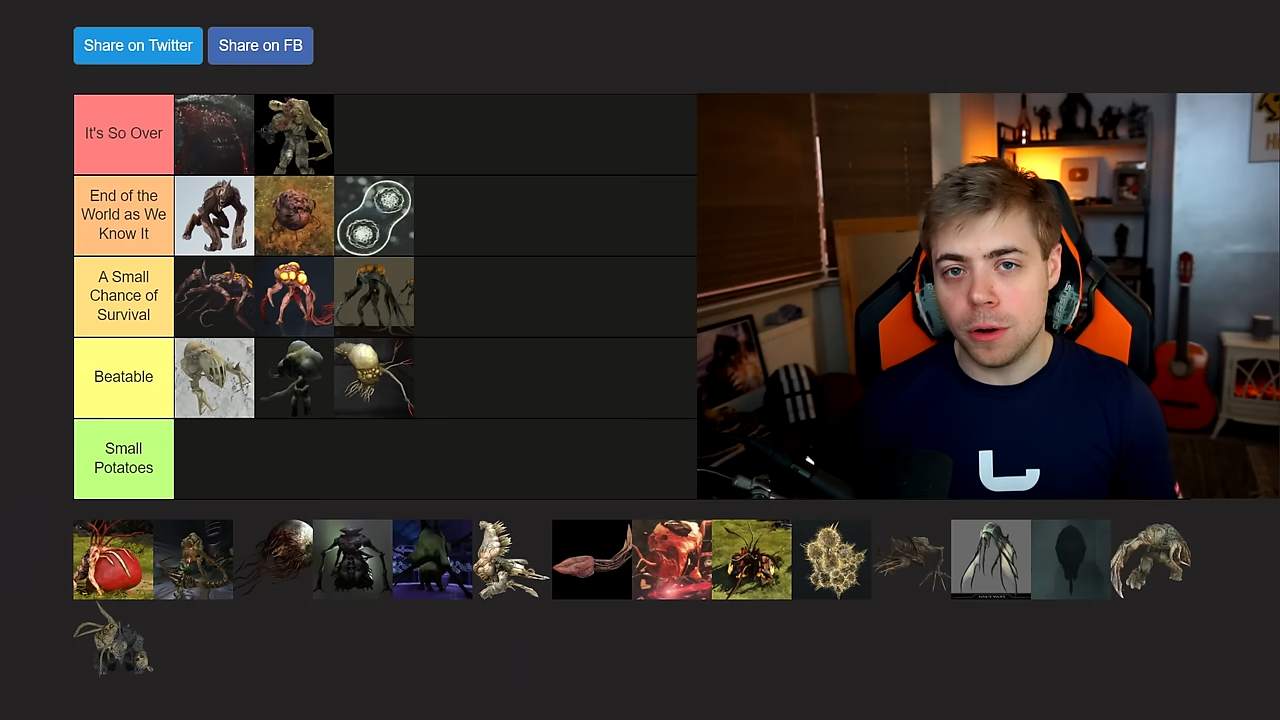 Share on Twitter
Share on FB
It's So Over
End of the
World as We
Know It
A Small
Chance of
Survival
Beatable
Small
Potatoes